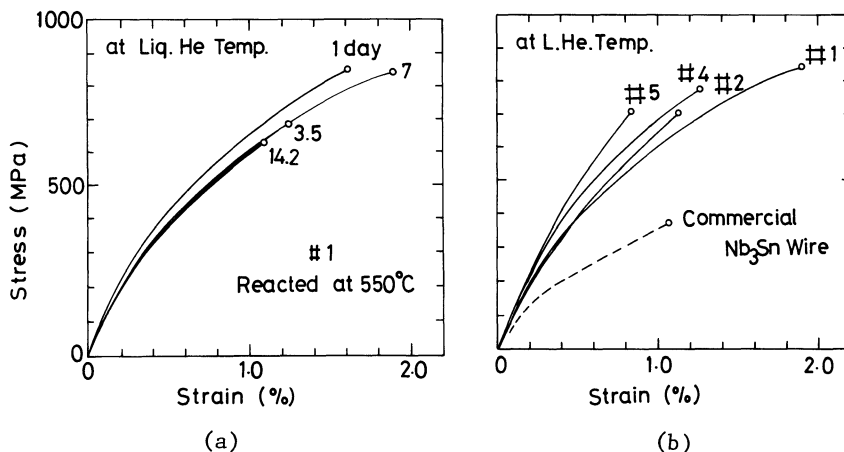 1000
500
0
Stress (MPa)
at Liq. He Temp.
1 day
7
3.5
14.2
#1
Reacted at 550°C
0
1.0
2.0
Strain (%)
(a)
at L.He.Temp.
#5
#4
#2
#1
Commercial
Nb₃Sn Wire
0
1.0
2.0
Strain (%)
(b)